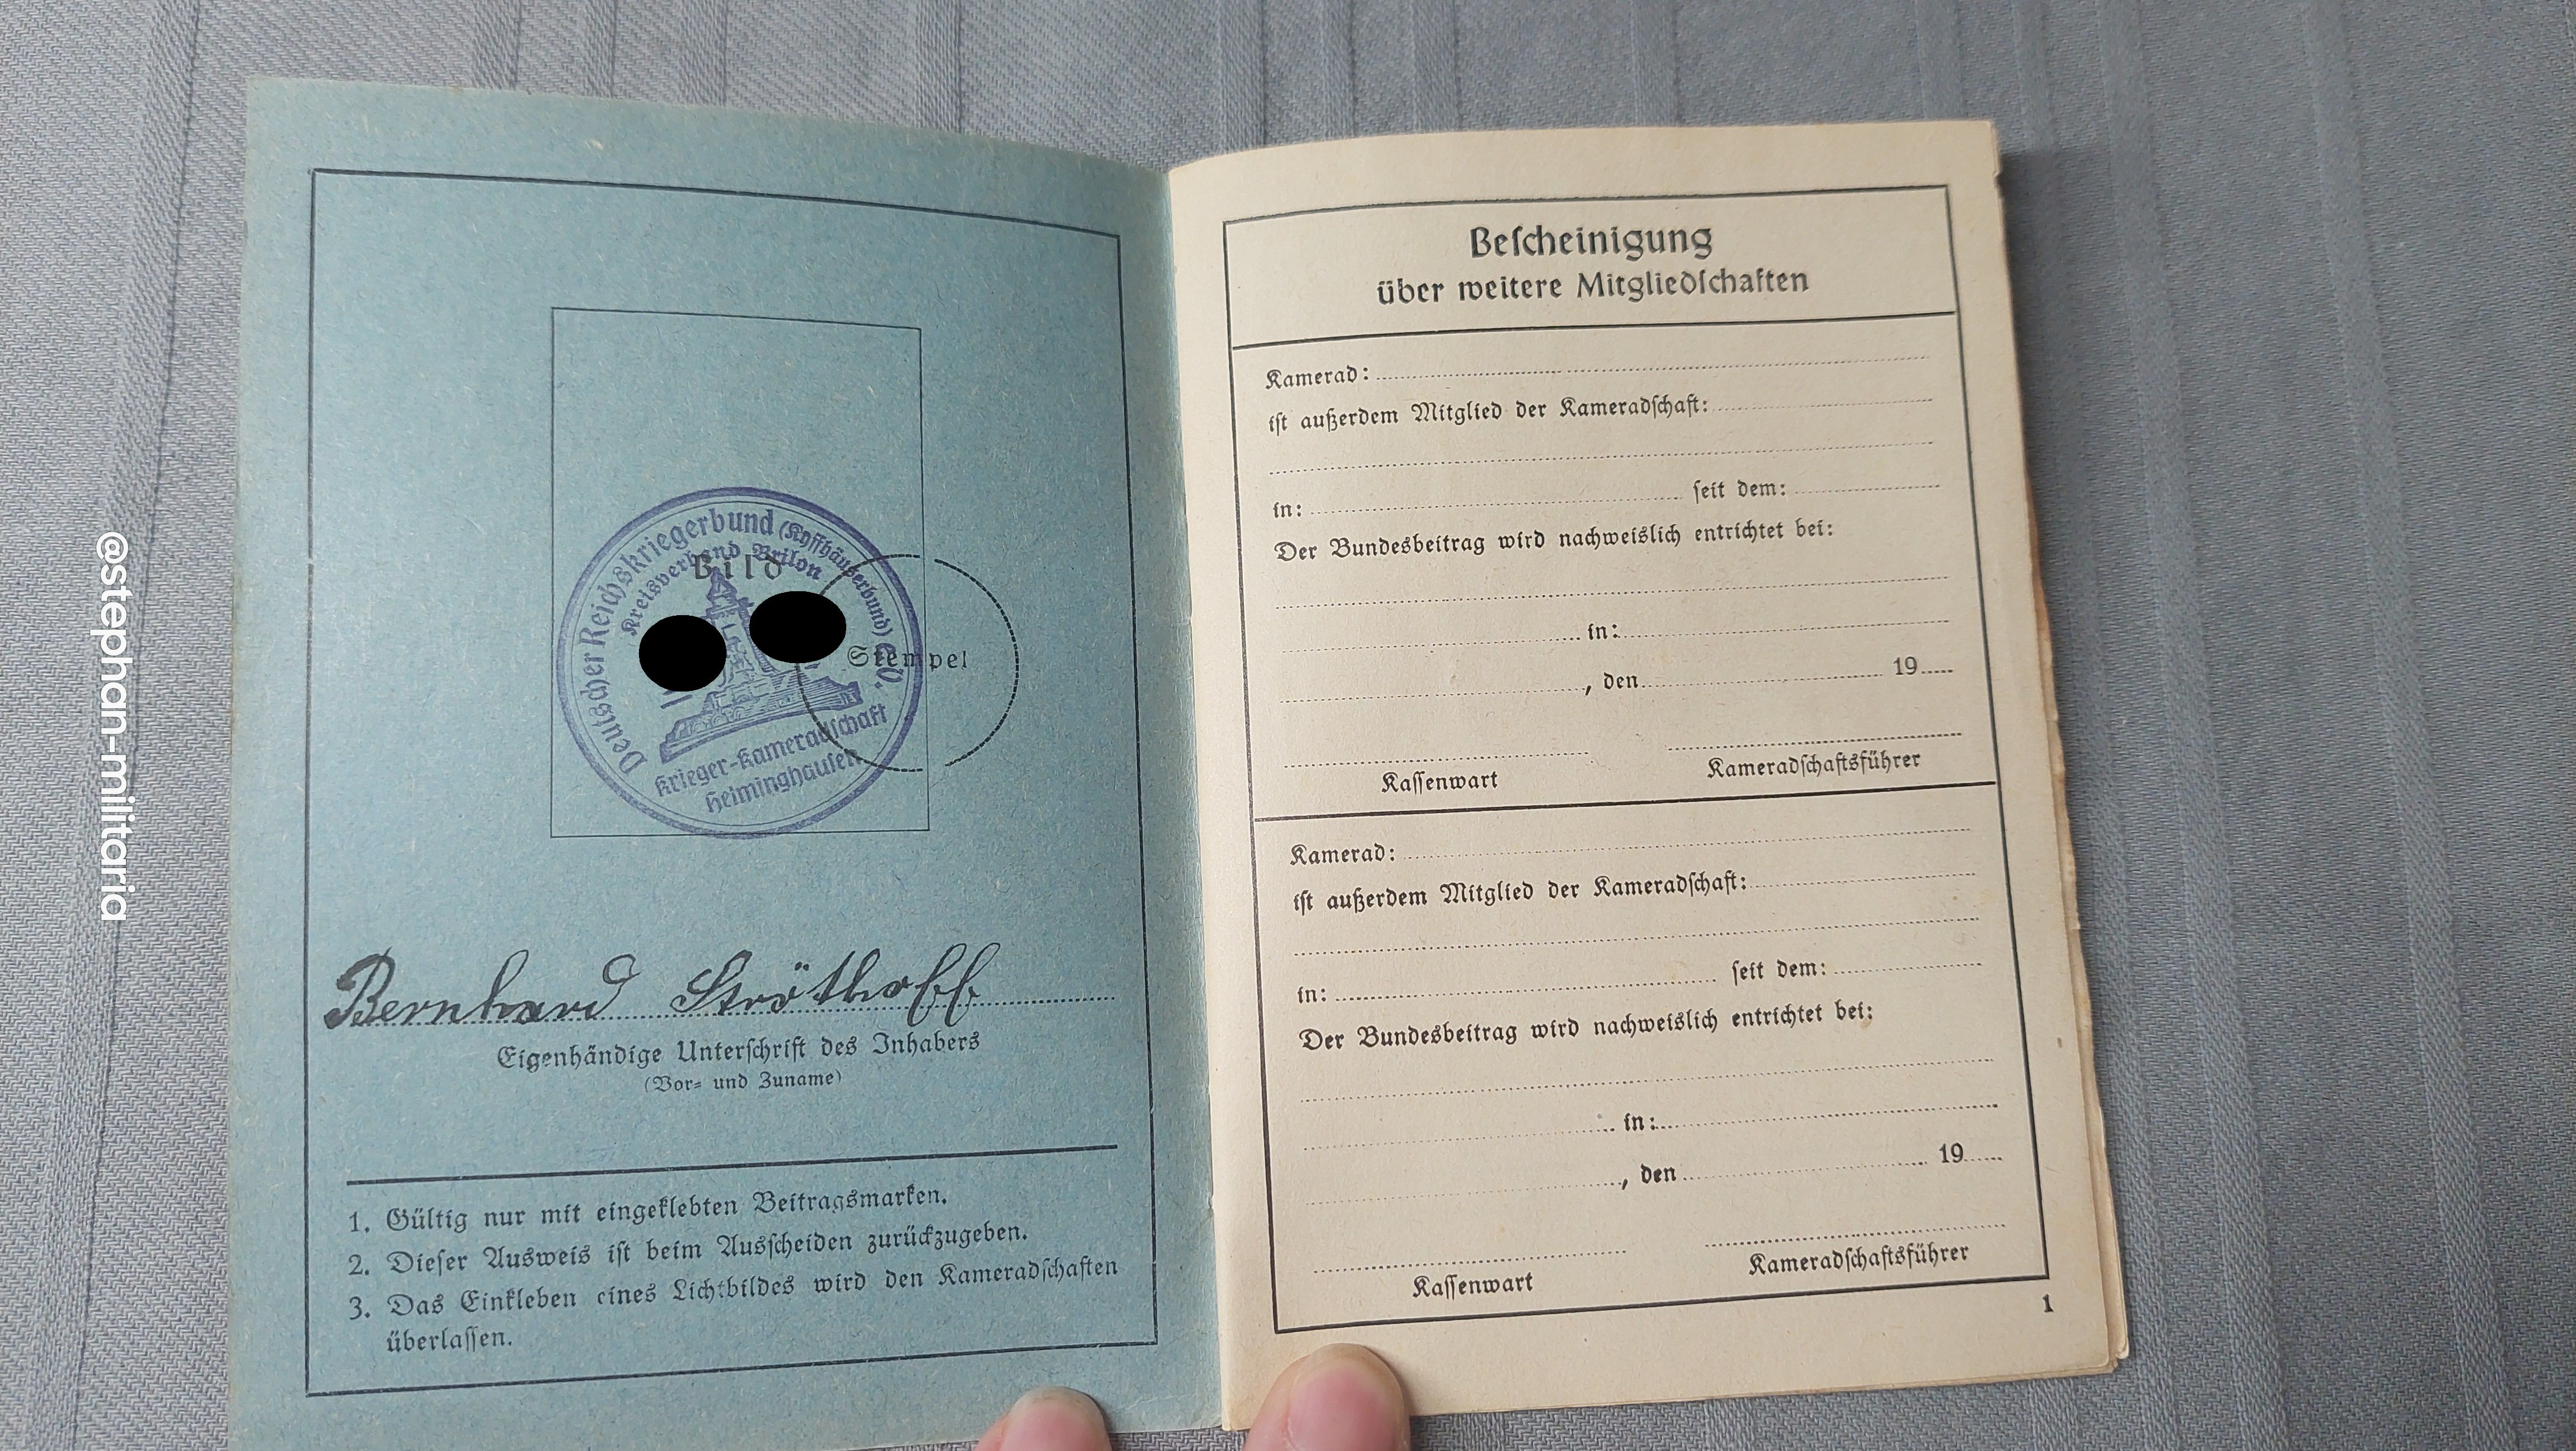 @stephan-militaria
Deutscher Reichskriegerbund (Kyffhäuserbund) e.V.
Kreisverband Brilon
Bild
Stempel
Krieger-Kameradschaft
Heiminghausen
Bernhard Ströthoff
Eigenhändige Unterſchrift des Inhabers
(Vor- und Zuname)
1. Gültig nur mit eingeklebten Beitragsmarken.
2. Dieſer Ausweis iſt beim Ausſcheiden zurückzugeben.
3. Das Einkleben eines Lichtbildes wird den Kameradſchaften
überlaſſen.
Beſcheinigung
über weitere Mitgliedſchaften
Kamerad:
iſt außerdem Mitglied der Kameradſchaft:
in: ſeit dem:
Der Bundesbeitrag wird nachweislich entrichtet bei:
in:
, den 19
Kaſſenwart Kameradſchaftsführer
Kamerad:
iſt außerdem Mitglied der Kameradſchaft:
in: ſeit dem:
Der Bundesbeitrag wird nachweislich entrichtet bei:
in:
, den 19
Kaſſenwart Kameradſchaftsführer
1